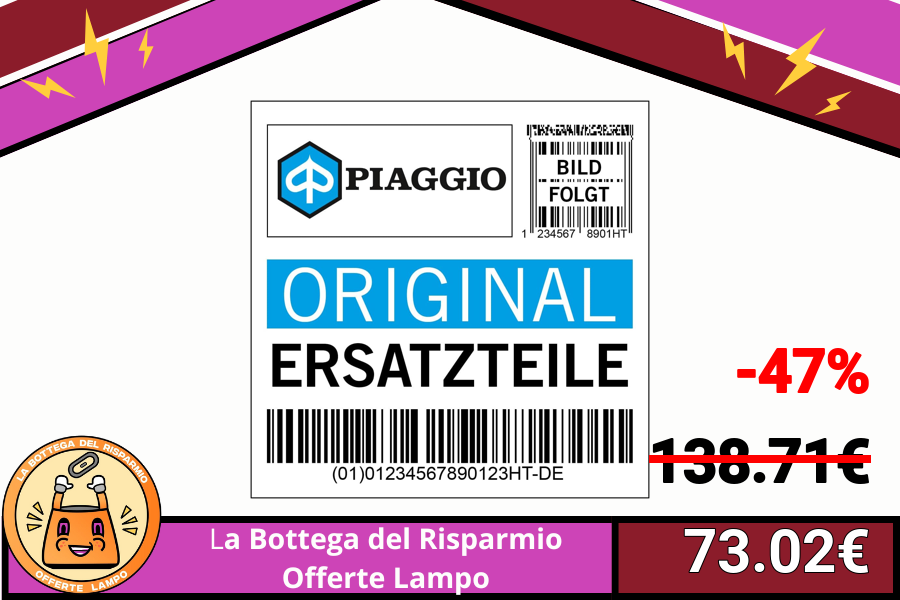 PIAGGIO
BILD
FOLGT
1 234567 8901HT
ORIGINAL
ERSATZTEILE
(01)01234567890123HT-DE
-47%
138.71€
LA BOTTEGA DEL RISPARMIO
OFFERTE LAMPO
La Bottega del Risparmio
Offerte Lampo
73.02€